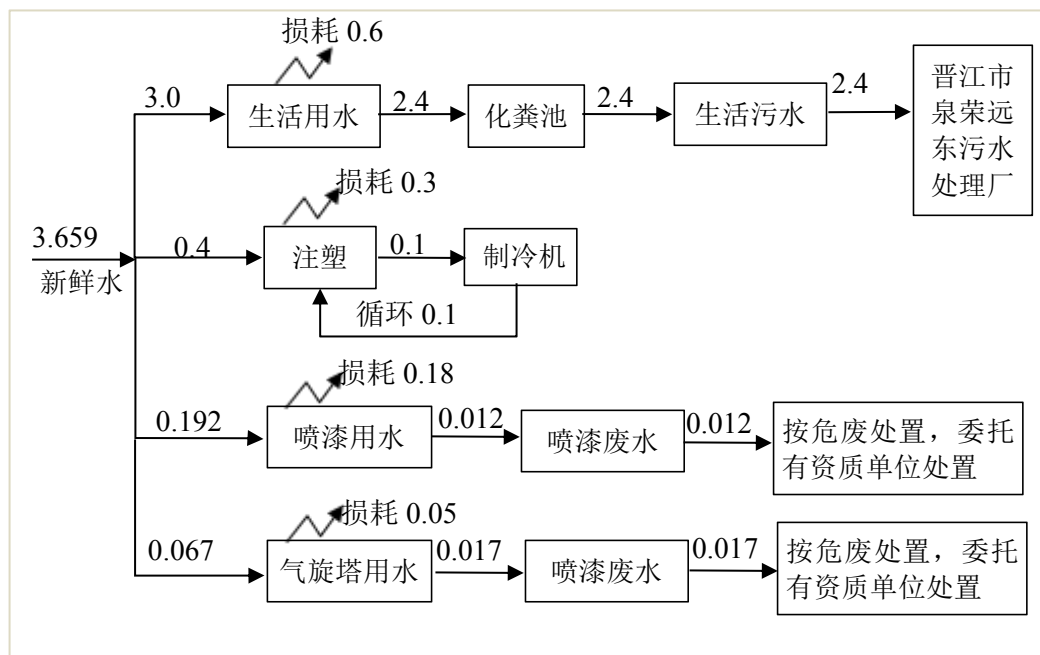 损耗 0.6
3.0
生活用水
2.4
化粪池
2.4
生活污水
2.4
晋江市
泉荣远
东污水
处理厂
损耗 0.3
3.659
新鲜水
0.4
注塑
0.1
制冷机
循环 0.1
损耗 0.18
0.192
喷漆用水
0.012
喷漆废水
0.012
按危废处置，委托
有资质单位处置
损耗 0.05
0.067
气旋塔用水
0.017
喷漆废水
0.017
按危废处置，委托
有资质单位处置